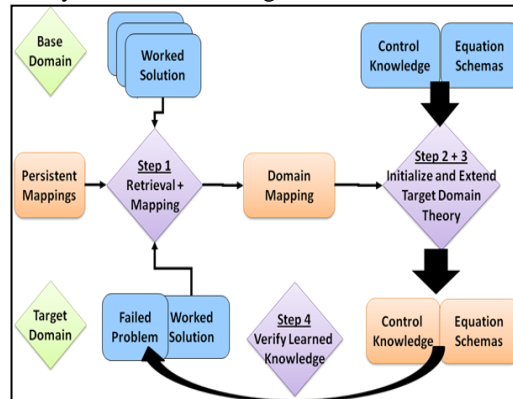 Base
Domain
Worked
Solution
Control
Knowledge
Equation
Schemas
Persistent
Mappings
Step 1
Retrieval +
Mapping
Domain
Mapping
Step 2 + 3
Initialize and Extend
Target Domain
Theory
Target
Domain
Failed
Problem
Worked
Solution
Step 4
Verify Learned
Knowledge
Control
Knowledge
Equation
Schemas